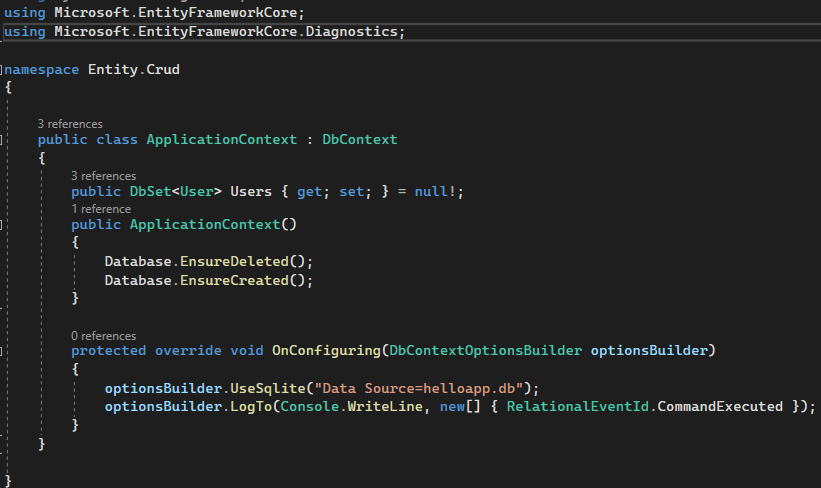 using Microsoft.EntityFrameworkCore;
using Microsoft.EntityFrameworkCore.Diagnostics;
namespace Entity.Crud
{
3 references
public class ApplicationContext : DbContext
{
3 references
public DbSet<User> Users { get; set; } = null!;
1 reference
public ApplicationContext()
{
Database.EnsureDeleted();
Database.EnsureCreated();
}
0 references
protected override void OnConfiguring(DbContextOptionsBuilder optionsBuilder)
{
optionsBuilder.UseSqlite("Data Source=helloapp.db");
optionsBuilder.LogTo(Console.WriteLine, new[] { RelationalEventId.CommandExecuted });
}
}
}